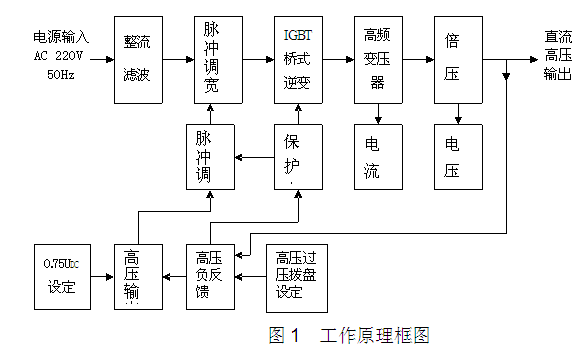 电源输入
AC 220V
50Hz
整流
滤波
脉
冲
调
宽
IGBT
桥式
逆变
高频
变压
器
倍
压
直流
高压
输出
脉
冲
调
保
护
电
流
电
压
0.75UDC
设定
高
压
输
高压
负反
馈
高压过
压拨盘
设定
图1 工作原理框图